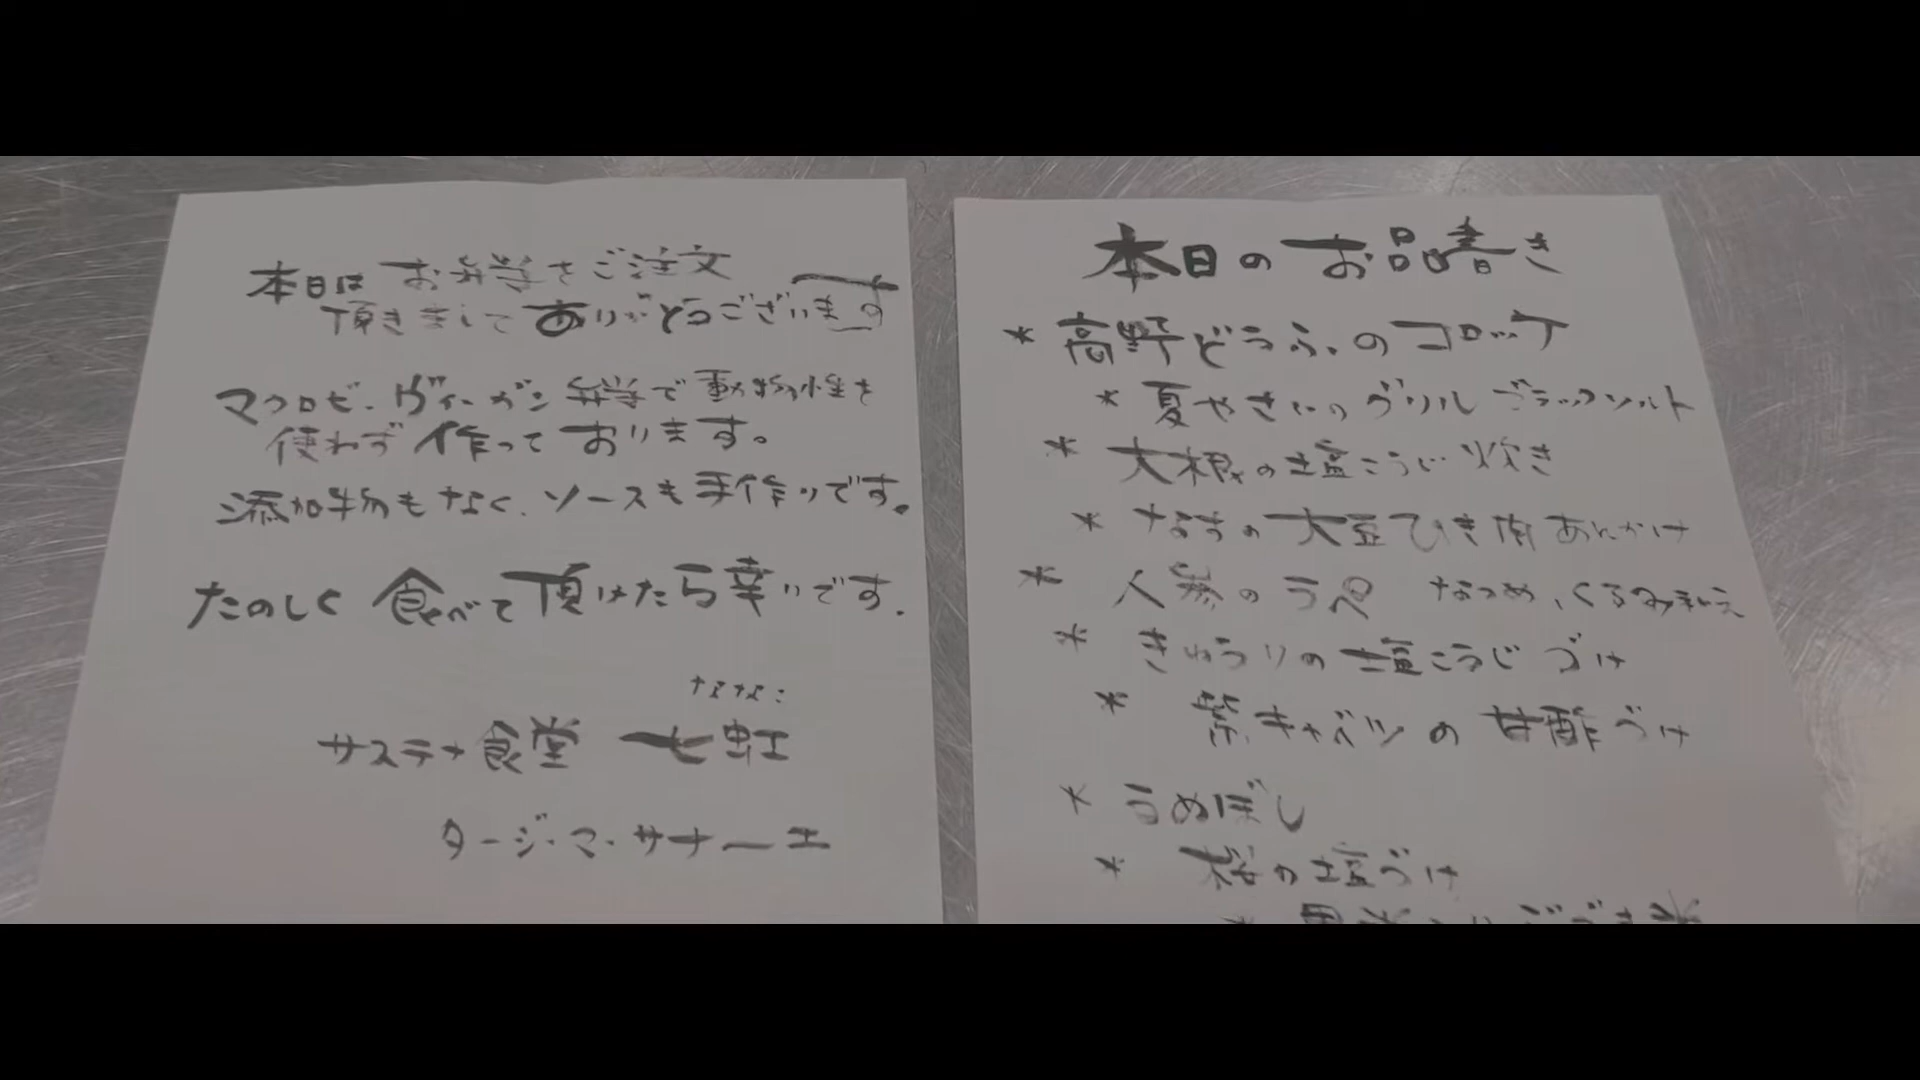 本日は お弁当をご注文
頂きまして ありがとうございます
マクロビ、ヴィーガン弁当で動物性を
使わず作っております。
添加物もなく、ソースも手作りです。
たのしく食べて頂けたら幸いです。
ななこ
サステナ食堂 七虹
タージ・マ・サナーエ
本日のお品書き
* 高野どうふのコロッケ
* 夏やさいのグリル ブラックソルト
* 大根の塩こうじ炊き
* なすの大豆ひき肉あんかけ
* 人参のラペ なつめ、くるみ和え
* きゅうりの塩こうじづけ
* 紫キャベツの甘酢づけ
* うめぼし
* 桜の塩づけ